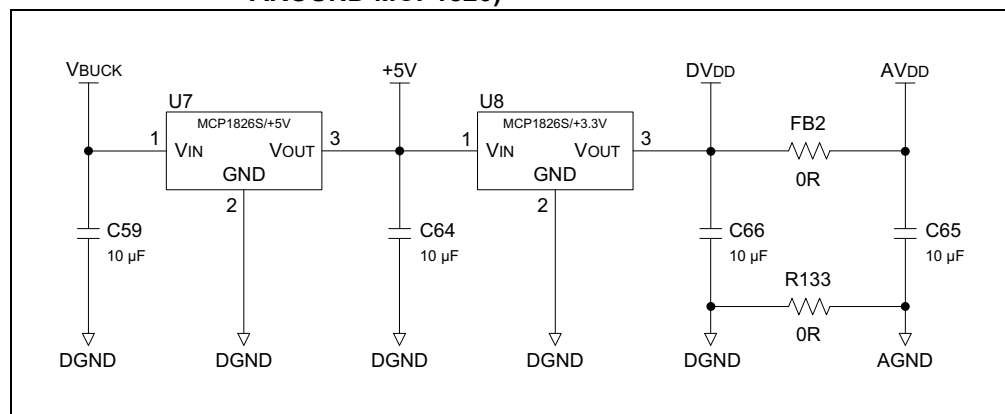 VBUCK
+5V
DVDD
AVDD
U7
U8
FB2
MCP1826S/+5V
MCP1826S/+3.3V
1 VIN VOUT 3
1 VIN VOUT 3
0R
GND
GND
2
2
C59
10 µF
C64
10 µF
C66
10 µF
C65
10 µF
R133
0R
DGND
DGND
DGND
DGND
DGND
AGND